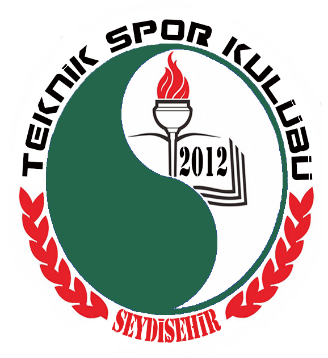 TEKNİK SPOR KULÜBÜ
2012
SEYDİSEHİR